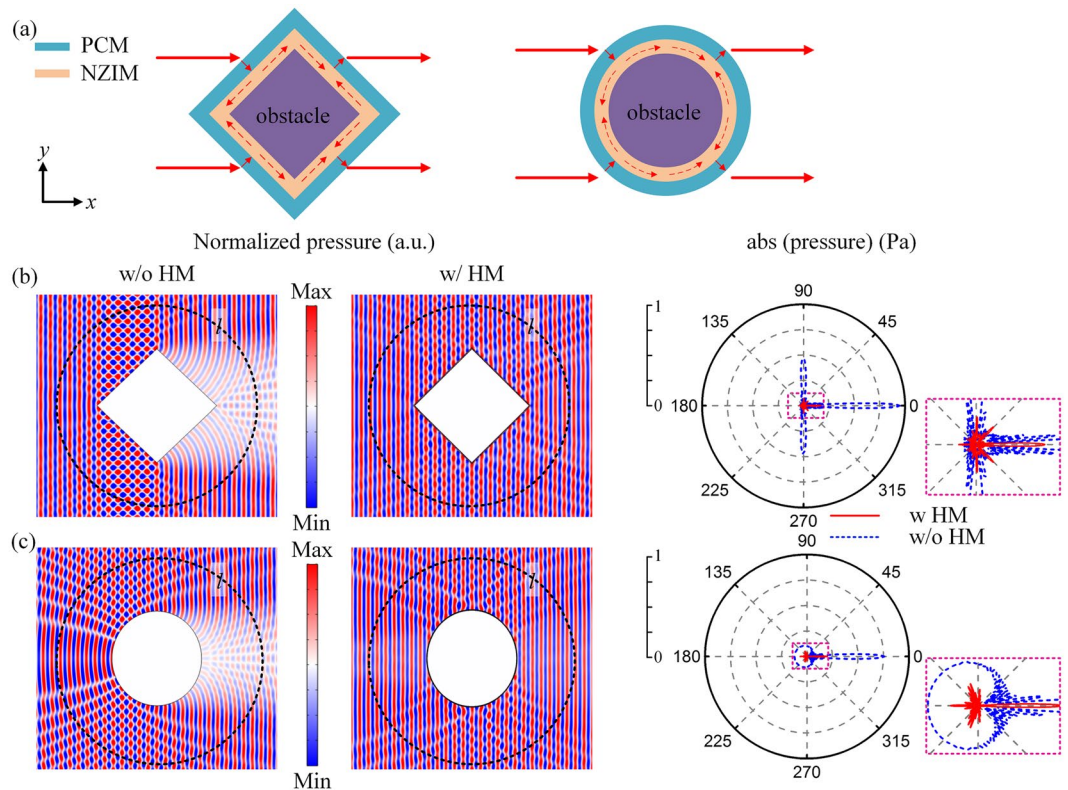 (a)
PCM
NZIM
obstacle
obstacle
y
x
Normalized pressure (a.u.)
abs (pressure) (Pa)
(b)
w/o HM
w/ HM
Max
Min
l
l
1
0
90
135
45
180
0
225
315
270
w HM
w/o HM
(c)
Max
Min
l
l
1
0
90
135
45
180
0
225
315
270